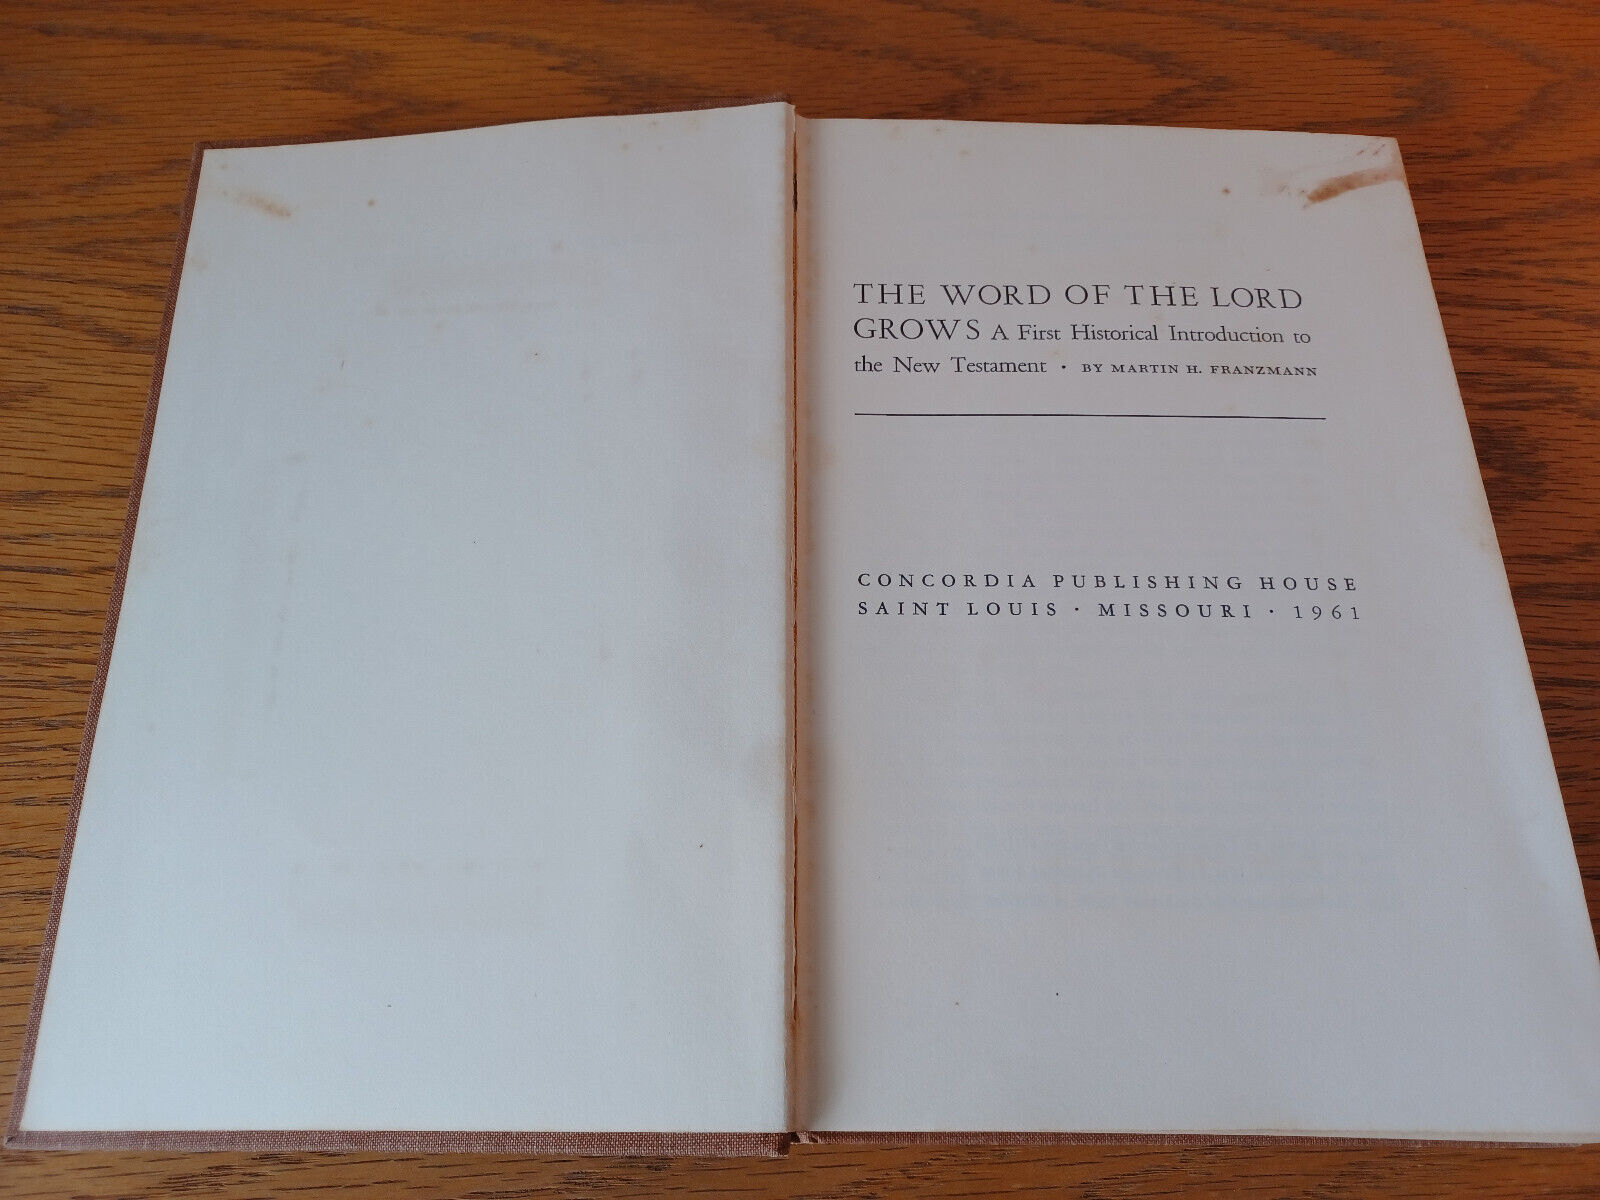 THE WORD OF THE LORD
GROWS A First Historical Introduction to
the New Testament · BY MARTIN H. FRANZMANN
CONCORDIA PUBLISHING HOUSE
SAINT LOUIS · MISSOURI · 1961